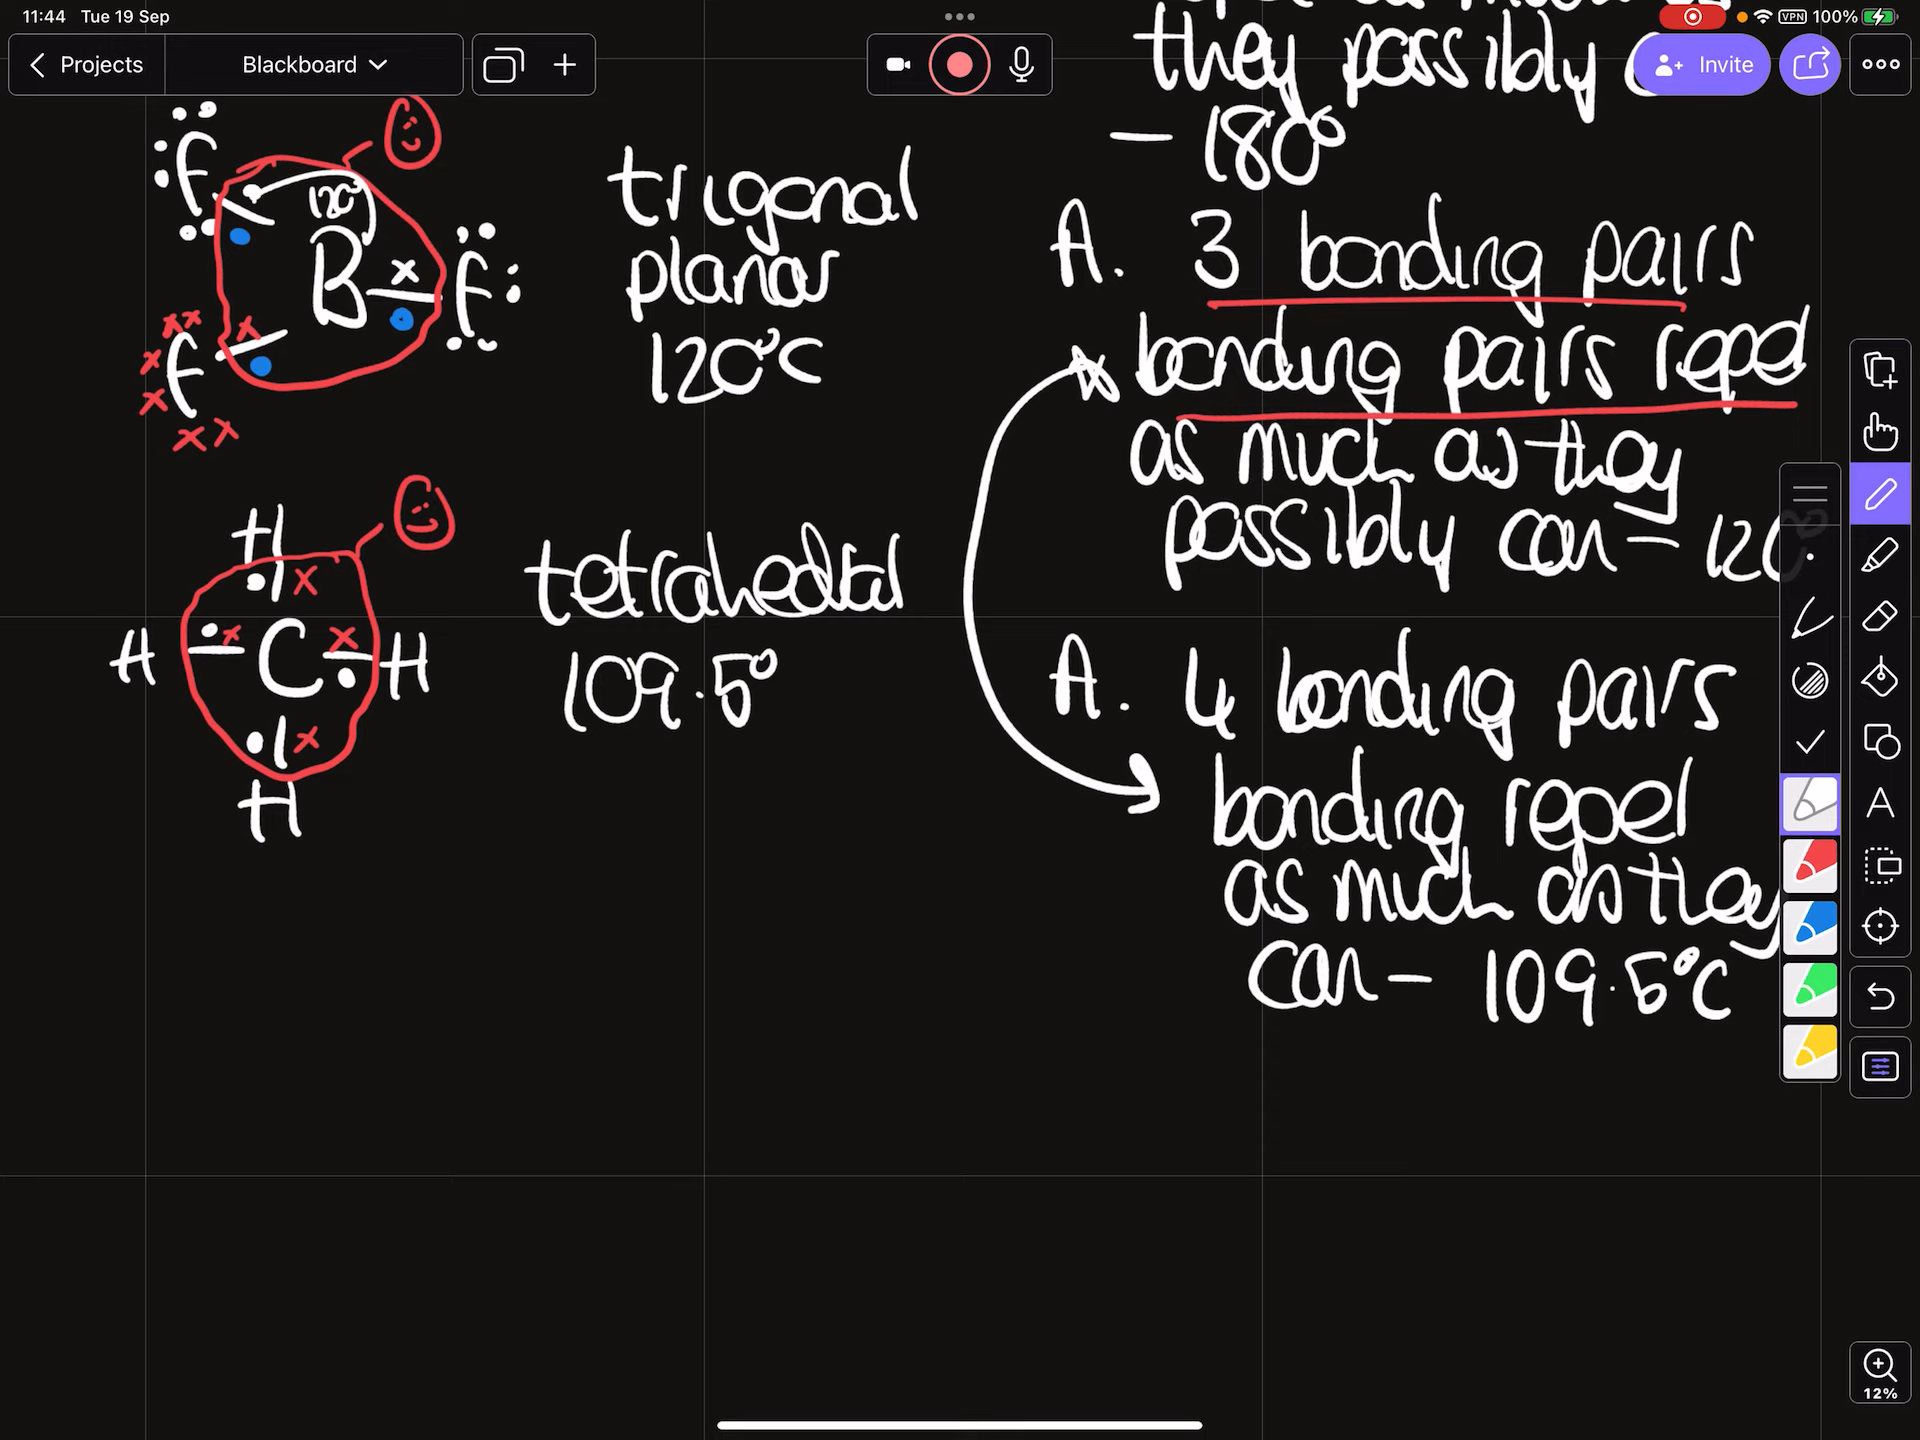 11:44 Tue 19 Sep
VPN 100%
Projects
Blackboard
Invite
they possibly
– 180°
F
120
B x F
F
trigonal
planar
120°C
A. 3 bonding pairs
bonding pairs repel
as much as they
possibly can – 120°
H
x
H x C x H
x
H
tetrahedral
109.5°
A. 4 bonding pairs
bonding repel
as much as they
can – 109.5°C
A
12%